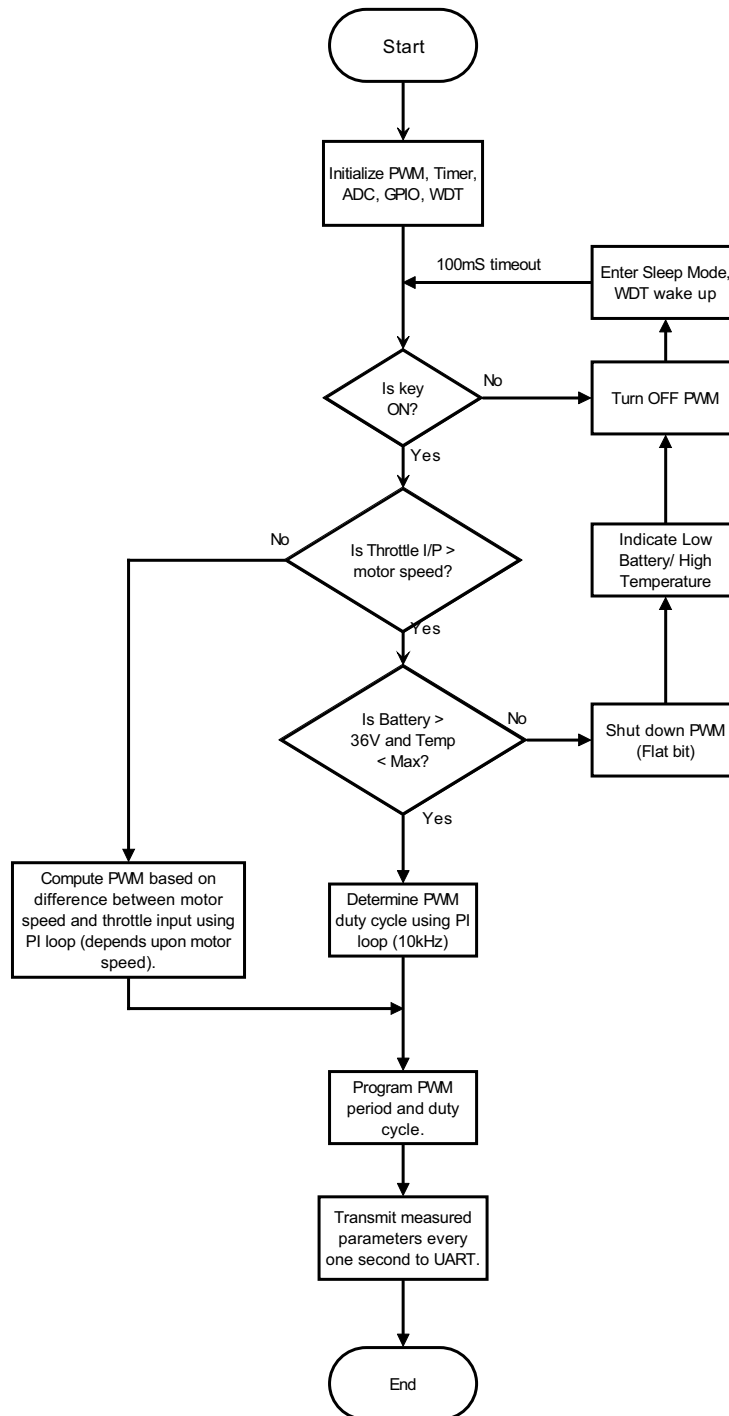 Start
Initialize PWM, Timer,
ADC, GPIO, WDT
100mS timeout
Enter Sleep Mode,
WDT wake up
Is key
ON?
No
Turn OFF PWM
Yes
No
Is Throttle I/P >
motor speed?
Indicate Low
Battery/ High
Temperature
Yes
Is Battery >
36V and Temp
< Max?
No
Shut down PWM
(Flat bit)
Yes
Compute PWM based on
difference between motor
speed and throttle input using
PI loop (depends upon motor
speed).
Determine PWM
duty cycle using PI
loop (10kHz)
Program PWM
period and duty
cycle.
Transmit measured
parameters every
one second to UART.
End